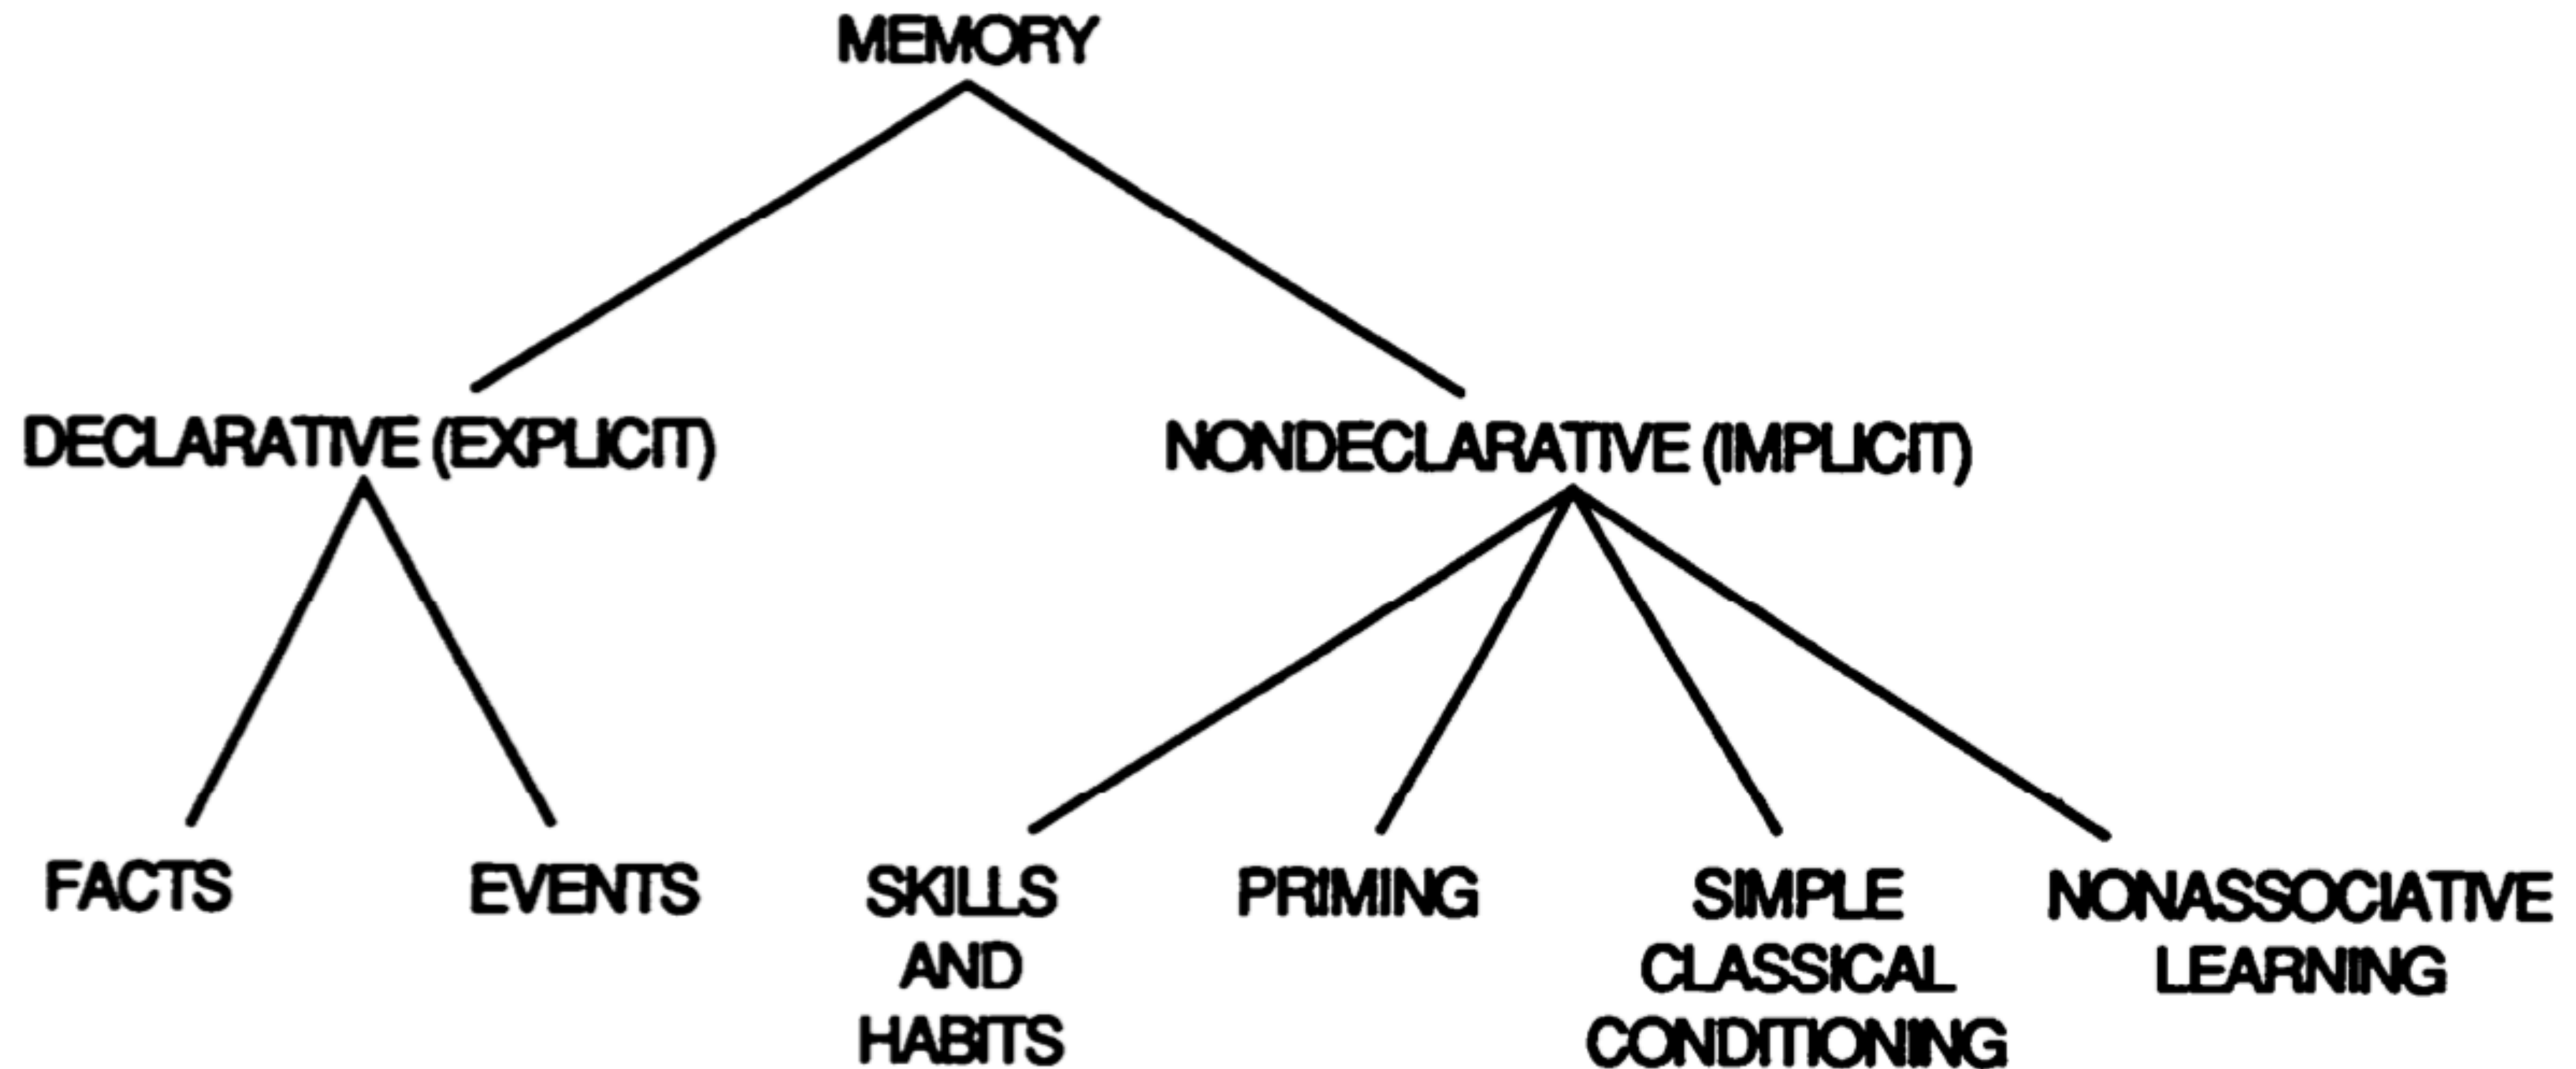 MEMORY
DECLARATIVE (EXPLICIT)
NONDECLARATIVE (IMPLICIT)
FACTS
EVENTS
SKILLS
AND
HABITS
PRIMING
SIMPLE
CLASSICAL
CONDITIONING
NONASSOCIATIVE
LEARNING